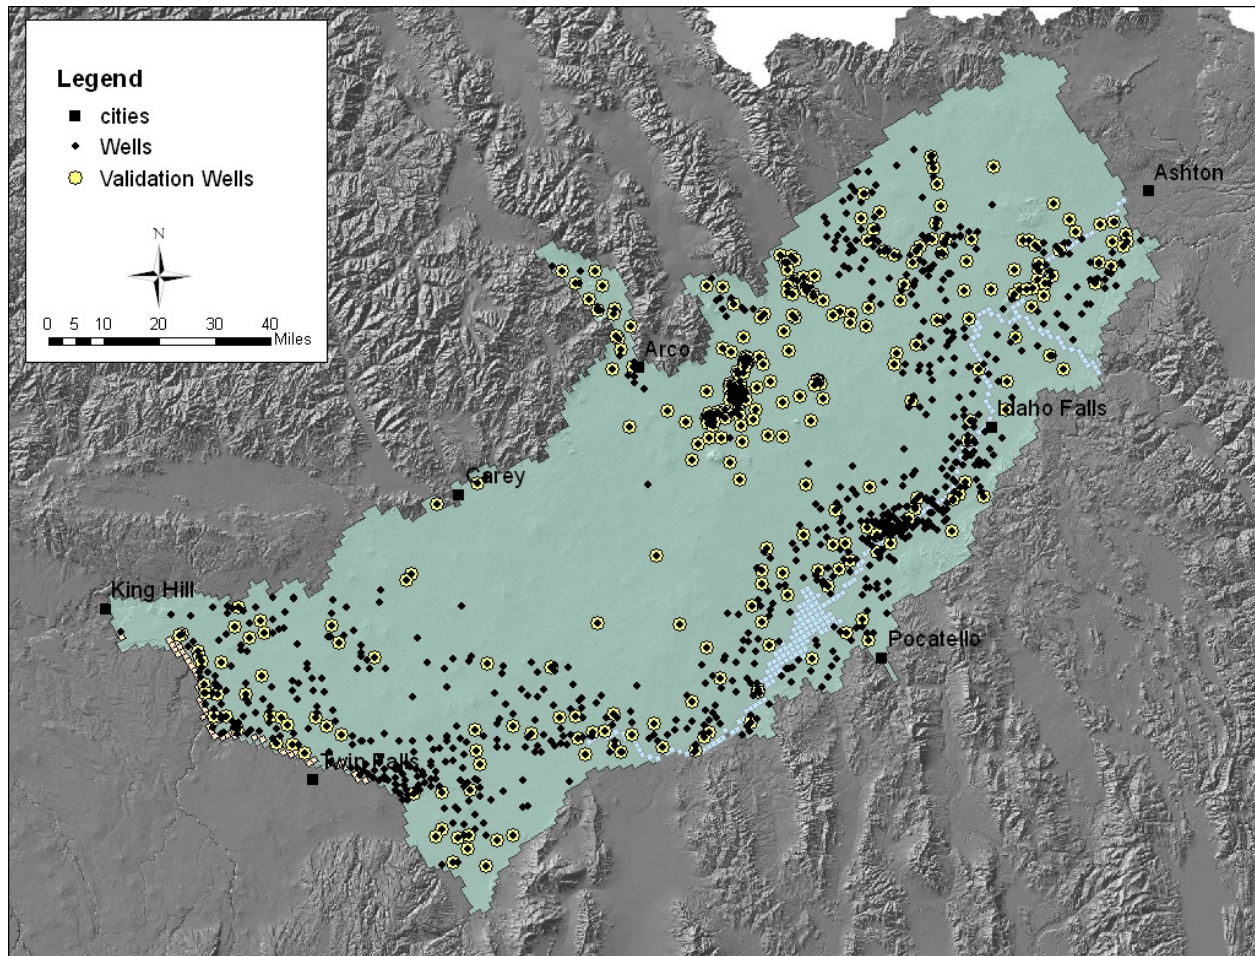 Legend
cities
Wells
Validation Wells
N
0 5 10 20 30 40
Miles
Ashton
Arco
Idaho Falls
Carey
King Hill
Pocatello
Twin Falls